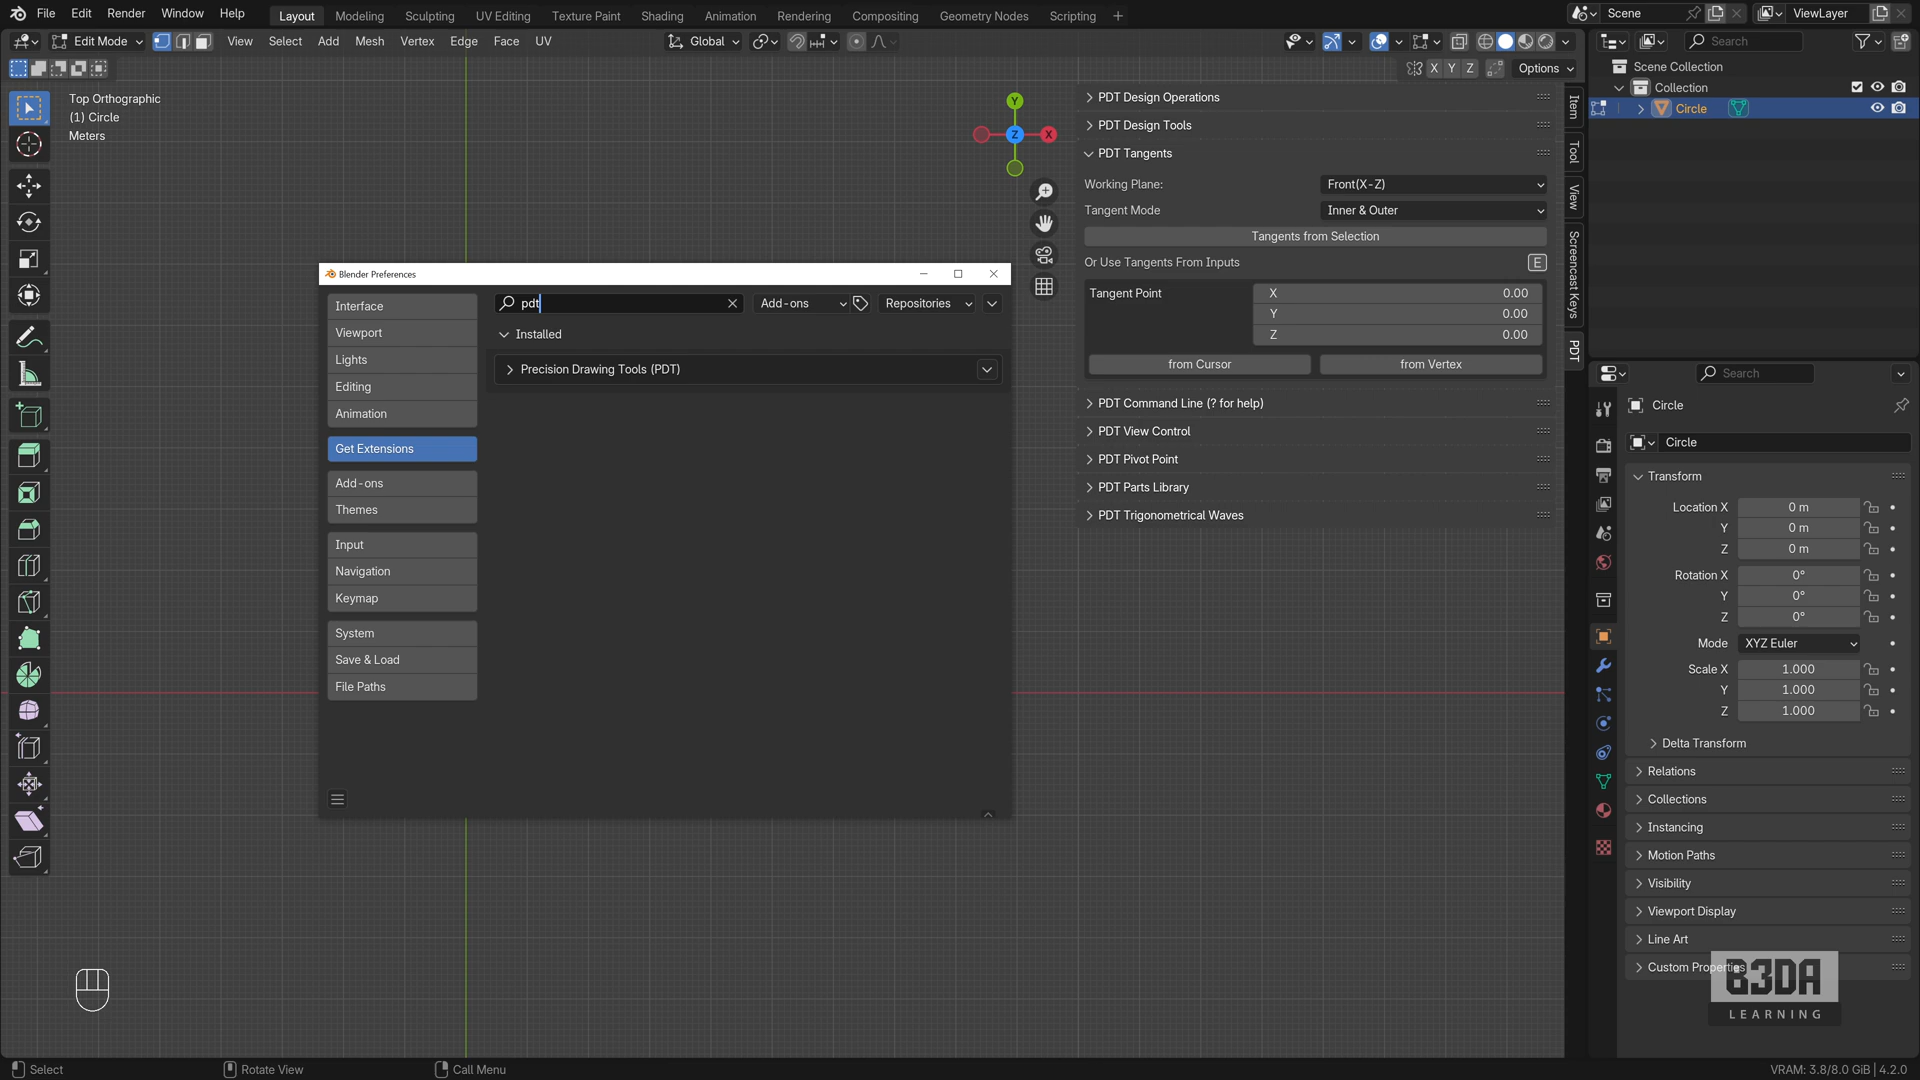 File Edit Render Window Help Layout Modeling Sculpting UV Editing Texture Paint Shading Animation Rendering Compositing Geometry Nodes Scripting + Scene ViewLayer
Edit Mode View Select Add Mesh Vertex Edge Face UV Global Search
X Y Z Options
Top Orthographic
(1) Circle
Meters
Y
X
Z
PDT Design Operations
PDT Design Tools
PDT Tangents
Working Plane: Front(X-Z)
Tangent Mode Inner & Outer
Tangents from Selection
Or Use Tangents From Inputs E
Tangent Point X 0.00
Y 0.00
Z 0.00
from Cursor from Vertex
PDT Command Line (? for help)
PDT View Control
PDT Pivot Point
PDT Parts Library
PDT Trigonometrical Waves
Item
Tool
View
Screencast Keys
PDT
Blender Preferences
Interface
Viewport
Lights
Editing
Animation
Get Extensions
Add-ons
Themes
Input
Navigation
Keymap
System
Save & Load
File Paths
pdt Add-ons Repositories
Installed
Precision Drawing Tools (PDT)
Scene Collection
Collection
Circle
Search
Circle
Circle
Transform
Location X 0 m
Y 0 m
Z 0 m
Rotation X 0°
Y 0°
Z 0°
Mode XYZ Euler
Scale X 1.000
Y 1.000
Z 1.000
Delta Transform
Relations
Collections
Instancing
Motion Paths
Visibility
Viewport Display
Line Art
Custom Properties
B3DA
LEARNING
Select Rotate View Call Menu VRAM: 3.8/8.0 GiB | 4.2.0